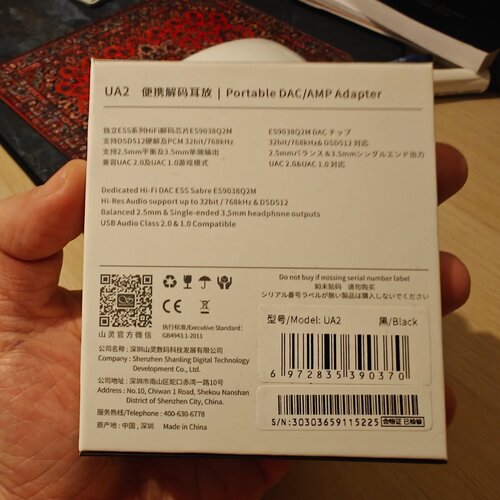 UA2 便携解码耳放 | Portable DAC/AMP Adapter
独立ESS系列HiFi解码芯片ES9038Q2M
支持DSD512硬解及PCM 32bit/768kHz
支持2.5mm平衡及3.5mm单端输出
兼容UAC 2.0及UAC 1.0游戏模式
ES9038Q2M DAC チップ
32bit/768kHz & DSD512 対応
2.5mmバランス & 3.5mmシングルエンド出力
UAC 2.0&UAC 1.0 対応
Dedicated Hi-Fi DAC ESS Sabre ES9038Q2M
Hi-Res Audio support up to 32bit / 768kHz & DSD512
Balanced 2.5mm & Single-ended 3.5mm headphone outputs
USB Audio Class 2.0 & 1.0 Compatible
山灵官方微信
CE
执行标准/Executive Standard:
GB4943.1-2011
公司名称：深圳山灵数码科技发展有限公司
Company : Shenzhen Shanling Digital Technology
Development Co., Ltd.
公司地址：深圳市南山区蛇口赤湾一路10号
Address : No.10, Chiwan 1 Road, Shekou Nanshan
District of Shenzhen City, China.
服务热线/Telephone : 400-630-6778
原产地：中国，深圳 Made in China
Do not buy if missing serial number label
如未贴码 请勿购买
シリアル番号ラベルが無い製品は購入しないでください
型号/Model: UA2 黑/Black
6 972835 390370
S/N:30303659115225 合格证 已检验